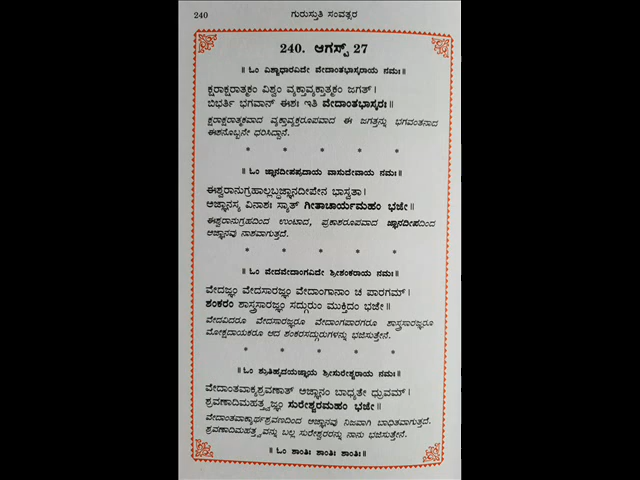 240 ಗುರುಸ್ತುತಿ ಸಂವತ್ಸರ
240. ಆಗಸ್ಟ್ 27
॥ ಓಂ ವಿಶ್ವಾಧಾರವಿದೇ ವೇದಾಂತಭಾಸ್ಕರಾಯ ನಮಃ ॥
ಕ್ಷರಾಕ್ಷರಾತ್ಮಕಂ ವಿಶ್ವಂ ವ್ಯಕ್ತಾವ್ಯಕ್ತಾತ್ಮಕಂ ಜಗತ್ ।
ಬಿಭರ್ತಿ ಭಗವಾನ್ ಈಶಃ ಇತಿ ವೇದಾಂತಭಾಸ್ಕರಃ ॥
ಕ್ಷರಾಕ್ಷರಾತ್ಮಕವಾದ ವ್ಯಕ್ತಾವ್ಯಕ್ತರೂಪವಾದ ಈ ಜಗತ್ತನ್ನು ಭಗವಂತನಾದ
ಈಶನೊಬ್ಬನೇ ಧರಿಸಿದ್ದಾನೆ.
* * * * *
॥ ಓಂ ಜ್ಞಾನದೀಪಪ್ರದಾಯ ವಾಸುದೇವಾಯ ನಮಃ ॥
ಈಶ್ವರಾನುಗ್ರಹಾಲ್ಲಬ್ಧಜ್ಞಾನದೀಪೇನ ಭಾಸ್ವತಾ ।
ಅಜ್ಞಾನಸ್ಯ ವಿನಾಶಃ ಸ್ಯಾತ್ ಗೀತಾಚಾರ್ಯಮಹಂ ಭಜೇ ॥
ಈಶ್ವರಾನುಗ್ರಹದಿಂದ ಉಂಟಾದ, ಪ್ರಕಾಶರೂಪವಾದ ಜ್ಞಾನದೀಪದಿಂದ
ಅಜ್ಞಾನವು ನಾಶವಾಗುತ್ತದೆ.
* * * * *
॥ ಓಂ ವೇದವೇದಾಂಗವಿದೇ ಶ್ರೀಶಂಕರಾಯ ನಮಃ ॥
ವೇದಜ್ಞಂ ವೇದಸಾರಜ್ಞಂ ವೇದಾಂಗಾನಾಂ ಚ ಪಾರಗಮ್ ।
ಶಂಕರಂ ಶಾಸ್ತ್ರಸಾರಜ್ಞಂ ಸದ್ಗುರುಂ ಮುಕ್ತಿದಂ ಭಜೇ ॥
ವೇದವಿದರೂ ವೇದಸಾರಜ್ಞರೂ ವೇದಾಂಗಪಾರಗರೂ ಶಾಸ್ತ್ರಸಾರಜ್ಞರೂ
ಮೋಕ್ಷದಾಯಕರೂ ಆದ ಶಂಕರಸದ್ಗುರುಗಳನ್ನು ಭಜಿಸುತ್ತೇನೆ.
* * * * *
॥ ಓಂ ಶ್ರುತಿಹೃದಯಜ್ಞಾಯ ಶ್ರೀಸುರೇಶ್ವರಾಯ ನಮಃ ॥
ವೇದಾಂತವಾಕ್ಯಶ್ರವಣಾತ್ ಅಜ್ಞಾನಂ ಬಾಧ್ಯತೇ ಧ್ರುವಮ್ ।
ಶ್ರವಣಾದಿಮಹತ್ತ್ವಜ್ಞಂ ಸುರೇಶ್ವರಮಹಂ ಭಜೇ ॥
ವೇದಾಂತವಾಕ್ಯಾರ್ಥಶ್ರವಣದಿಂದ ಅಜ್ಞಾನವು ನಿಜವಾಗಿ ಬಾಧಿತವಾಗುತ್ತದೆ.
ಶ್ರವಣಾದಿಮಹತ್ತ್ವವನ್ನು ಬಲ್ಲ ಸುರೇಶ್ವರರನ್ನು ನಾನು ಭಜಿಸುತ್ತೇನೆ.
॥ ಓಂ ಶಾಂತಿಃ ಶಾಂತಿಃ ಶಾಂತಿಃ ॥